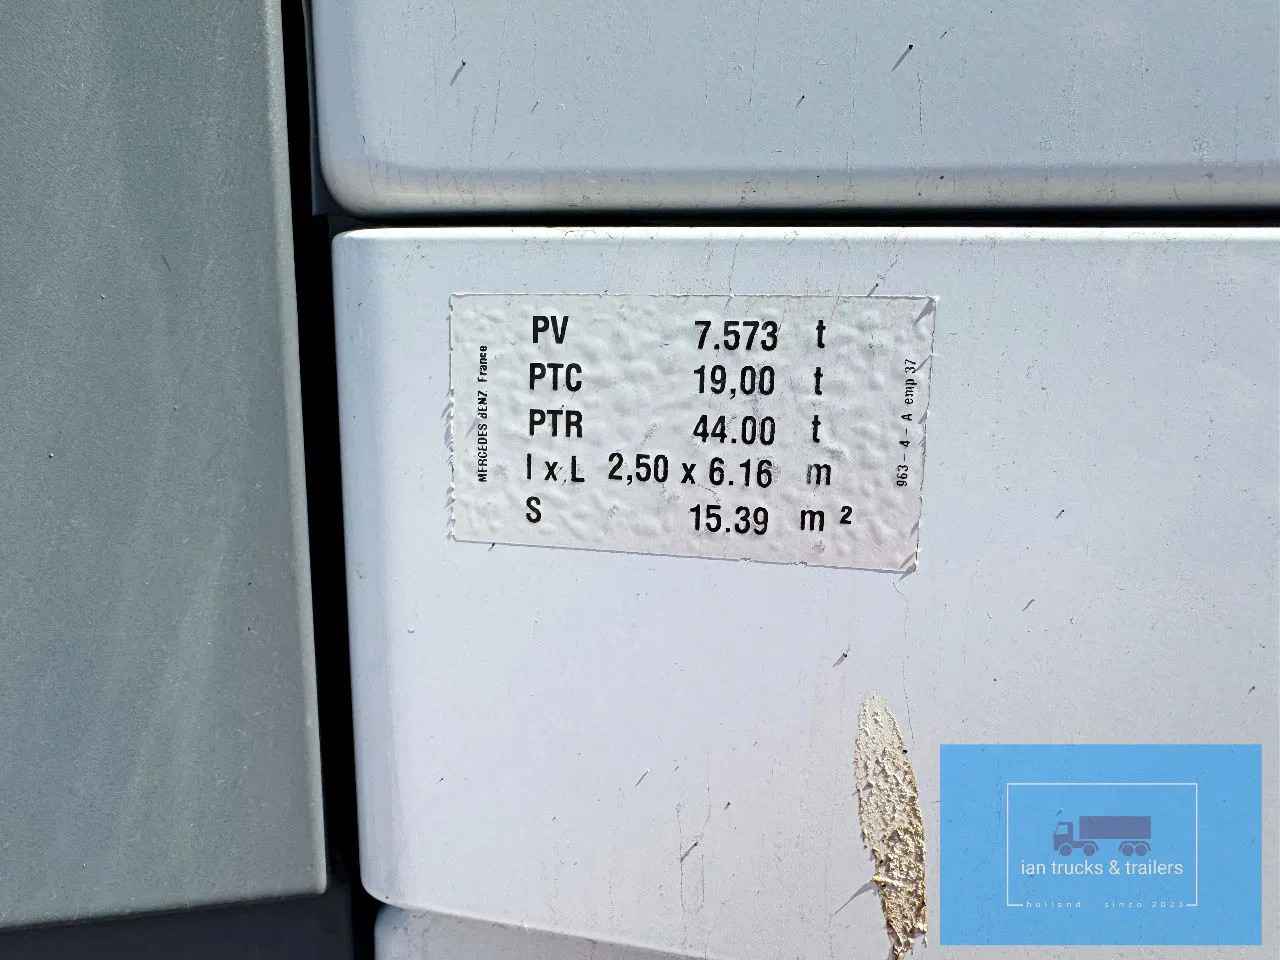 PV 7.573 t
PTC 19,00 t
PTR 44.00 t
l x L 2,50 x 6.16 m
S 15.39 m²
MERCEDES BENZ France
963 - 4 - A emp 37
ian trucks & trailers
holland since 2023